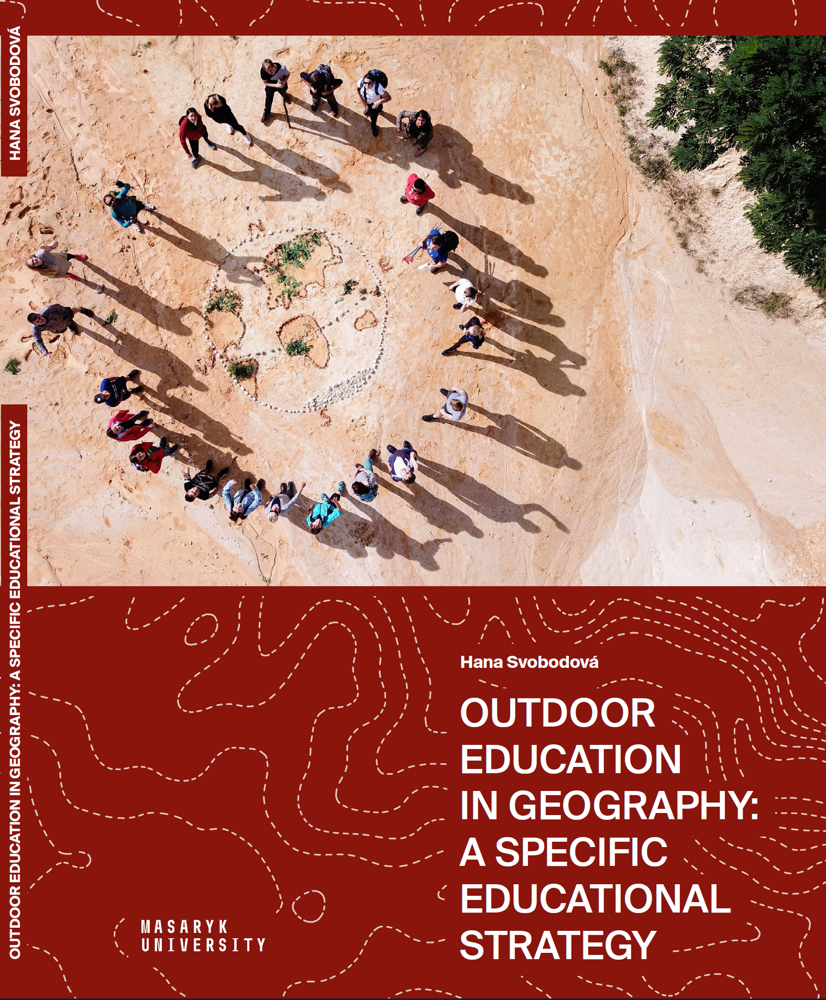 HANA SVOBODOVÁ
OUTDOOR EDUCATION IN GEOGRAPHY: A SPECIFIC EDUCATIONAL STRATEGY
Hana Svobodová
OUTDOOR
EDUCATION
IN GEOGRAPHY:
A SPECIFIC
EDUCATIONAL
STRATEGY
MASARYK
UNIVERSITY